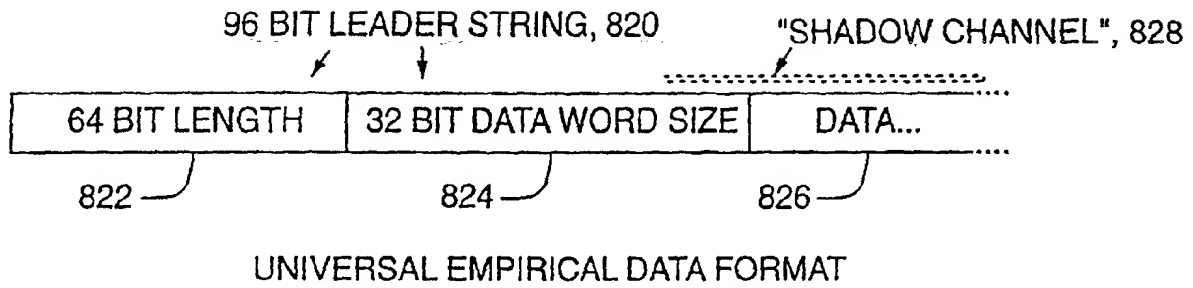 96 BIT LEADER STRING, 820
"SHADOW CHANNEL", 828
64 BIT LENGTH
32 BIT DATA WORD SIZE
DATA...
822
824
826
UNIVERSAL EMPIRICAL DATA FORMAT